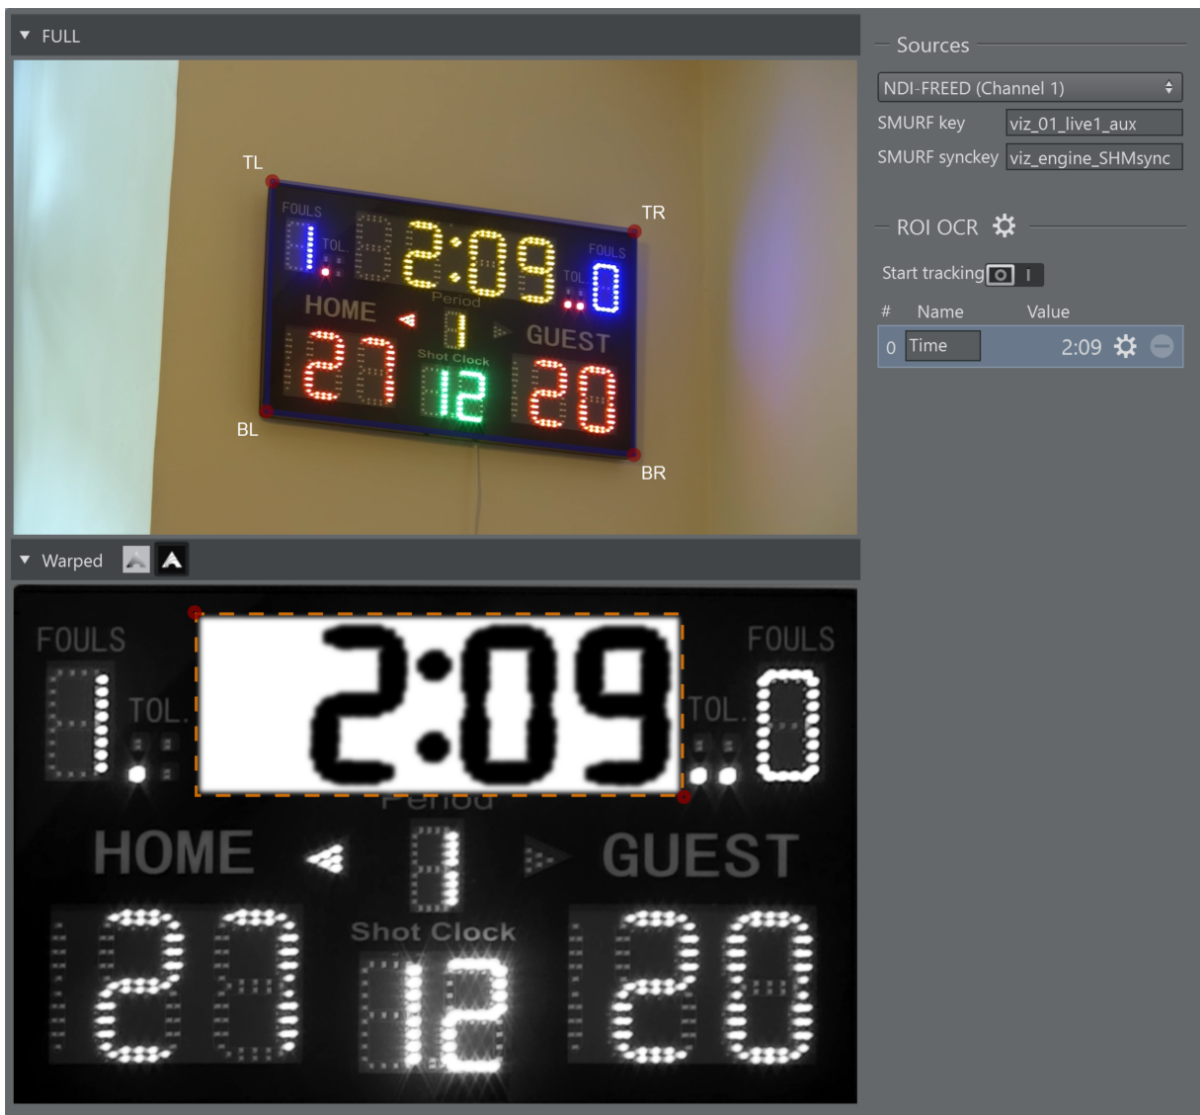 FULL
TL
TR
FOULS
1
TOL.
2:09
TOL.
FOULS
0
Period
HOME
1
GUEST
Shot Clock
27
12
20
BL
BR
Warped
FOULS
1
TOL.
2:09
TOL.
FOULS
0
Period
HOME
1
GUEST
Shot Clock
27
12
20
Sources
NDI-FREED (Channel 1)
SMURF key viz_01_live1_aux
SMURF synckey viz_engine_SHMsync
ROI OCR
Start tracking O I
# Name Value
0 Time 2:09